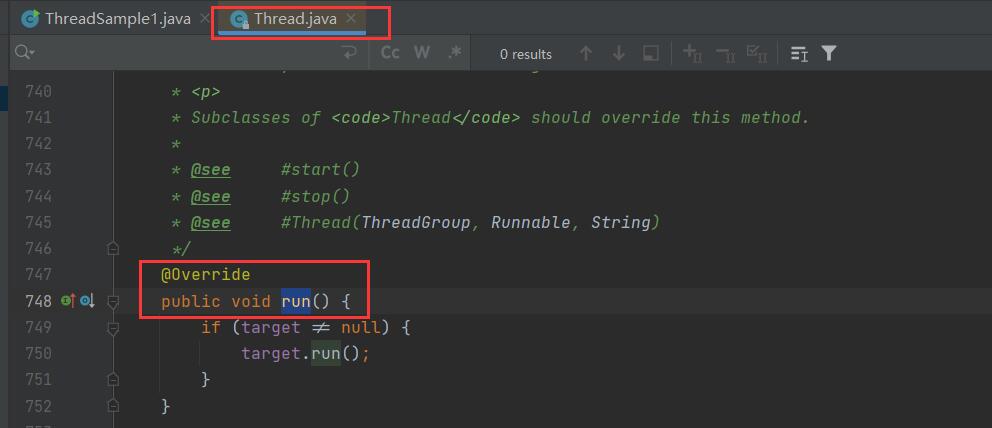 ThreadSample1.java Thread.java
Cc W .* 0 results
740 * <p>
741 * Subclasses of <code>Thread</code> should override this method.
742 *
743 * @see #start()
744 * @see #stop()
745 * @see #Thread(ThreadGroup, Runnable, String)
746 */
747 @Override
748 public void run() {
749 if (target != null) {
750 target.run();
751 }
752 }